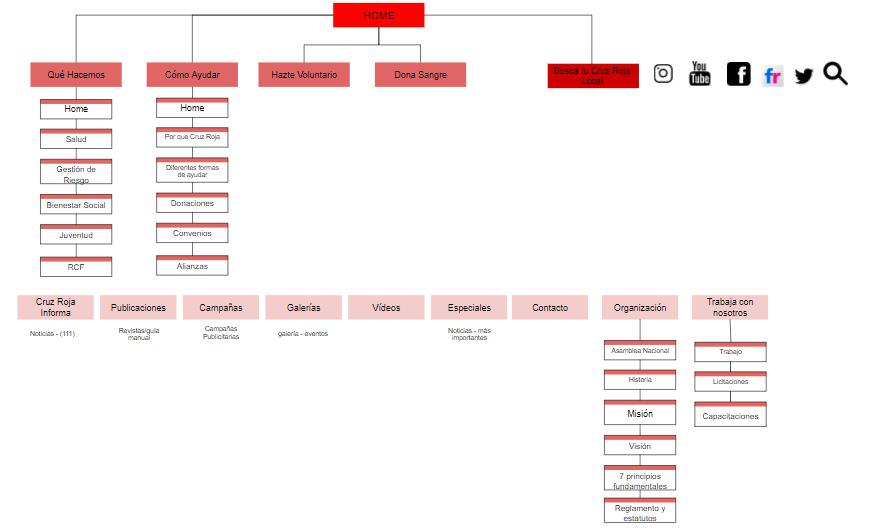 HOME
Qué Hacemos
Cómo Ayudar
Hazte Voluntario
Dona Sangre
Busca tu Cruz Roja
Local
You
Tube
f
fr
Home
Salud
Gestión de
Riesgo
Bienestar Social
Juventud
RCF
Home
Por que Cruz Roja
Diferentes formas
de ayudar
Donaciones
Convenios
Alianzas
Cruz Roja
Informa
Publicaciones
Campañas
Galerías
Vídeos
Especiales
Contacto
Organización
Trabaja con
nosotros
Noticias - (111)
Revistas/guía
manual
Campañas
Publicitarias
galería - eventos
Noticias - más
importantes
Asamblea Nacional
Historia
Misión
Visión
7 principios
fundamentales
Reglamento y
estatutos
Trabajo
Licitaciones
Capacitaciones